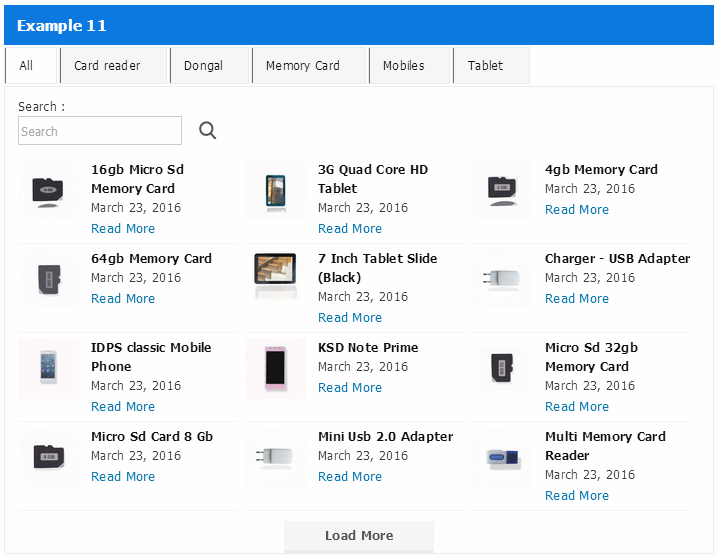 Example 11
All
Card reader
Dongal
Memory Card
Mobiles
Tablet
Search :
Search
16gb Micro Sd
Memory Card
March 23, 2016
Read More
3G Quad Core HD
Tablet
March 23, 2016
Read More
4gb Memory Card
March 23, 2016
Read More
64gb Memory Card
March 23, 2016
Read More
7 Inch Tablet Slide
(Black)
March 23, 2016
Read More
Charger - USB Adapter
March 23, 2016
Read More
IDPS classic Mobile
Phone
March 23, 2016
Read More
KSD Note Prime
March 23, 2016
Read More
Micro Sd 32gb
Memory Card
March 23, 2016
Read More
Micro Sd Card 8 Gb
March 23, 2016
Read More
Mini Usb 2.0 Adapter
March 23, 2016
Read More
Multi Memory Card
Reader
March 23, 2016
Read More
Load More